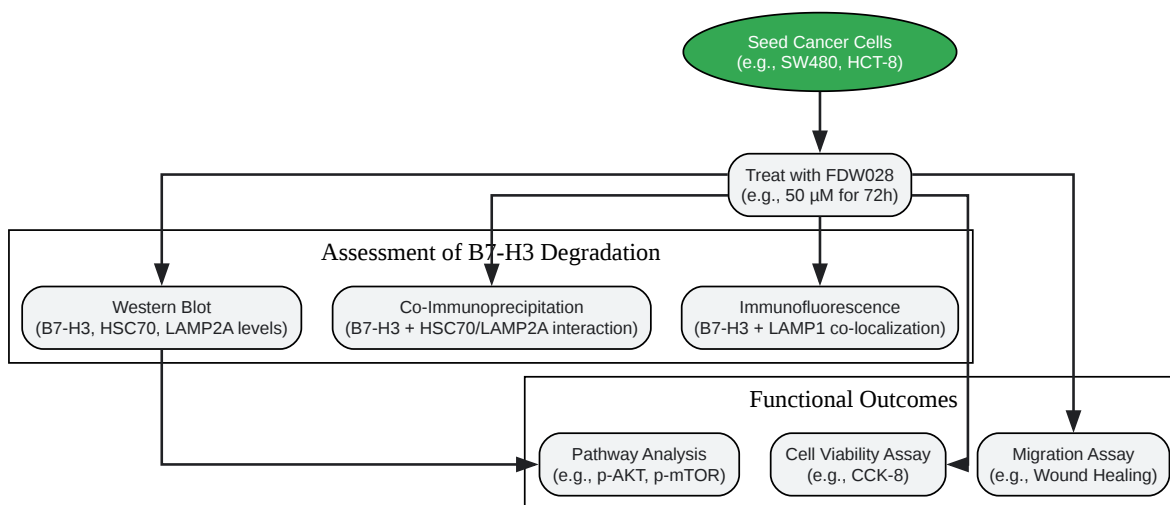 Seed Cancer Cells
(e.g., SW480, HCT-8)
Treat with FDW028
(e.g., 50 µM for 72h)
Assessment of B7-H3 Degradation
Western Blot
(B7-H3, HSC70, LAMP2A levels)
Co-Immunoprecipitation
(B7-H3 + HSC70/LAMP2A interaction)
Immunofluorescence
(B7-H3 + LAMP1 co-localization)
Functional Outcomes
Pathway Analysis
(e.g., p-AKT, p-mTOR)
Cell Viability Assay
(e.g., CCK-8)
Migration Assay
(e.g., Wound Healing)